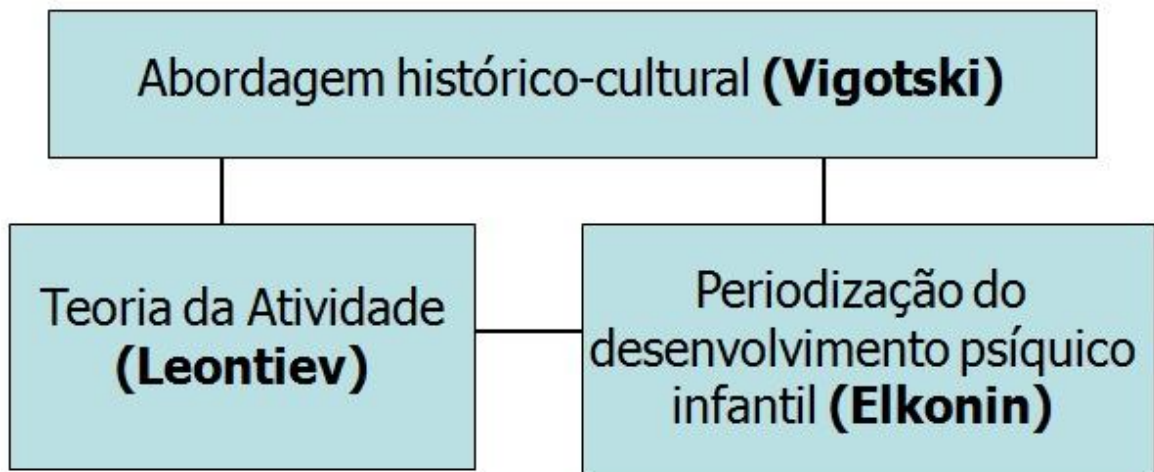 Abordagem histórico-cultural (Vigotski)
Teoria da Atividade
(Leontiev)
Periodização do
desenvolvimento psíquico
infantil (Elkonin)